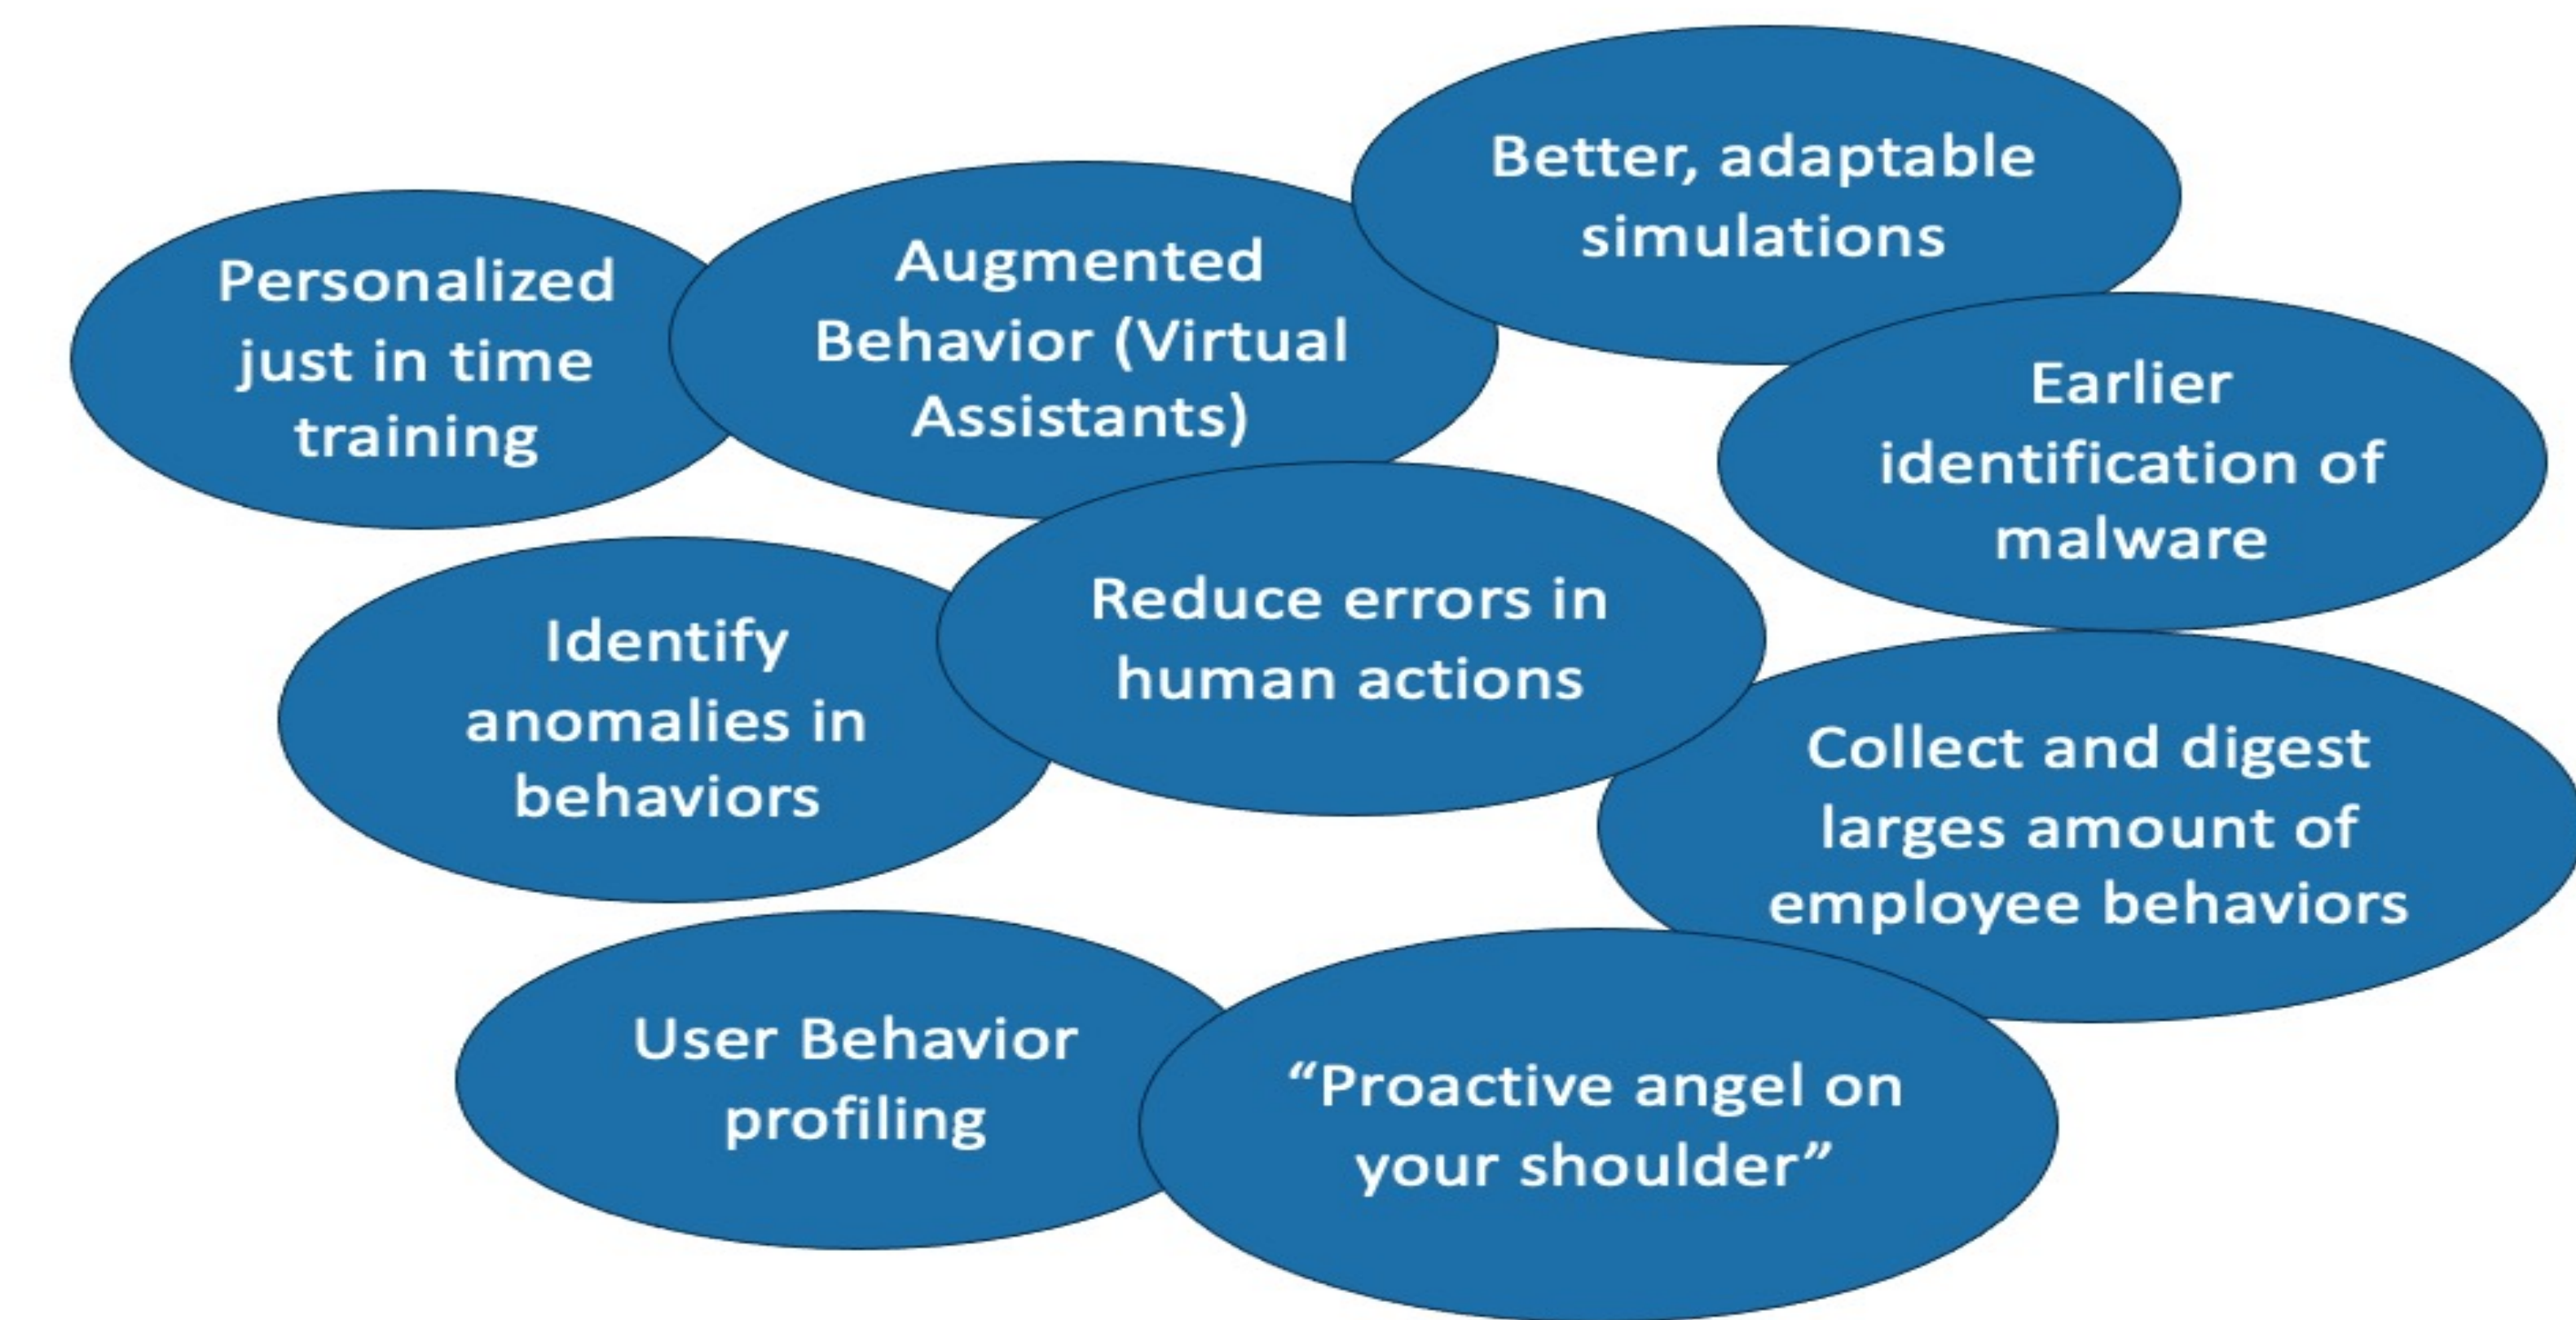 Better, adaptable
simulations
Personalized
just in time
training
Augmented
Behavior (Virtual
Assistants)
Earlier
identification of
malware
Identify
anomalies in
behaviors
Reduce errors in
human actions
Collect and digest
larges amount of
employee behaviors
User Behavior
profiling
“Proactive angel on
your shoulder”